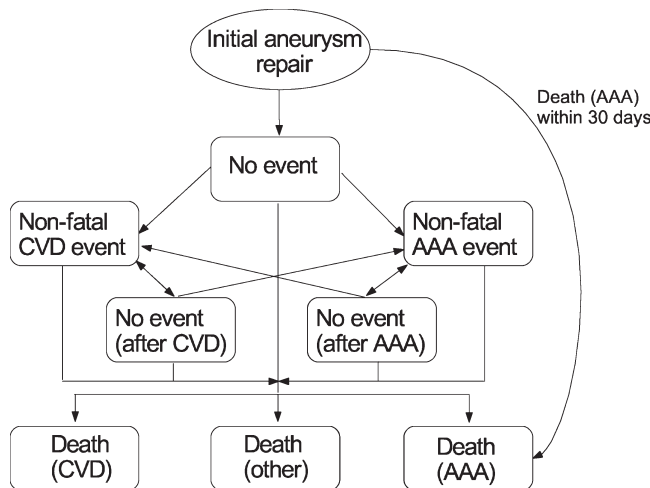 Initial aneurysm
repair
Death (AAA)
within 30 days
No event
Non-fatal
CVD event
Non-fatal
AAA event
No event
(after CVD)
No event
(after AAA)
Death
(CVD)
Death
(other)
Death
(AAA)